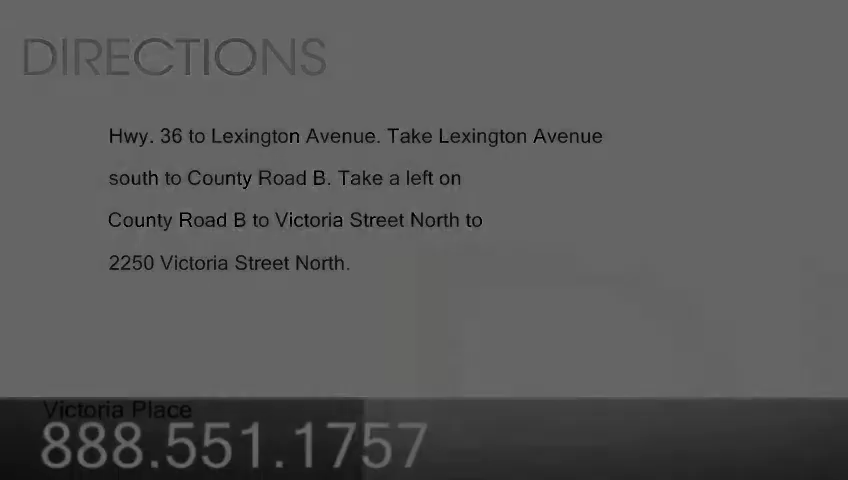 DIRECTIONS
Hwy. 36 to Lexington Avenue. Take Lexington Avenue
south to County Road B. Take a left on
County Road B to Victoria Street North to
2250 Victoria Street North.
Victoria Place
888.551.1757